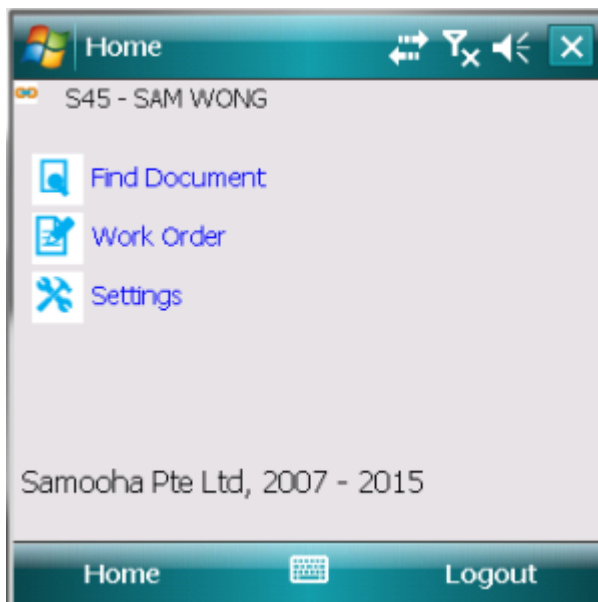 Home
S45 - SAM WONG
Find Document
Work Order
Settings
Samooha Pte Ltd, 2007 - 2015
Home Logout